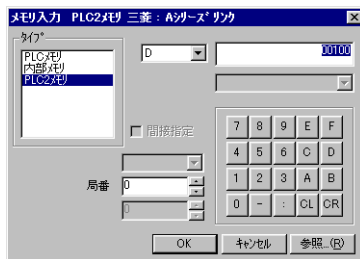 メモリ入力 PLC2メモリ 三菱：Aシリーズ リンク
タイプ
PLCメモリ
内部メモリ
PLC2メモリ
D
00100
間接指定
局番 0
0
7 8 9 E F
4 5 6 C D
1 2 3 A B
0 - : CL CR
OK キャンセル 参照...(R)